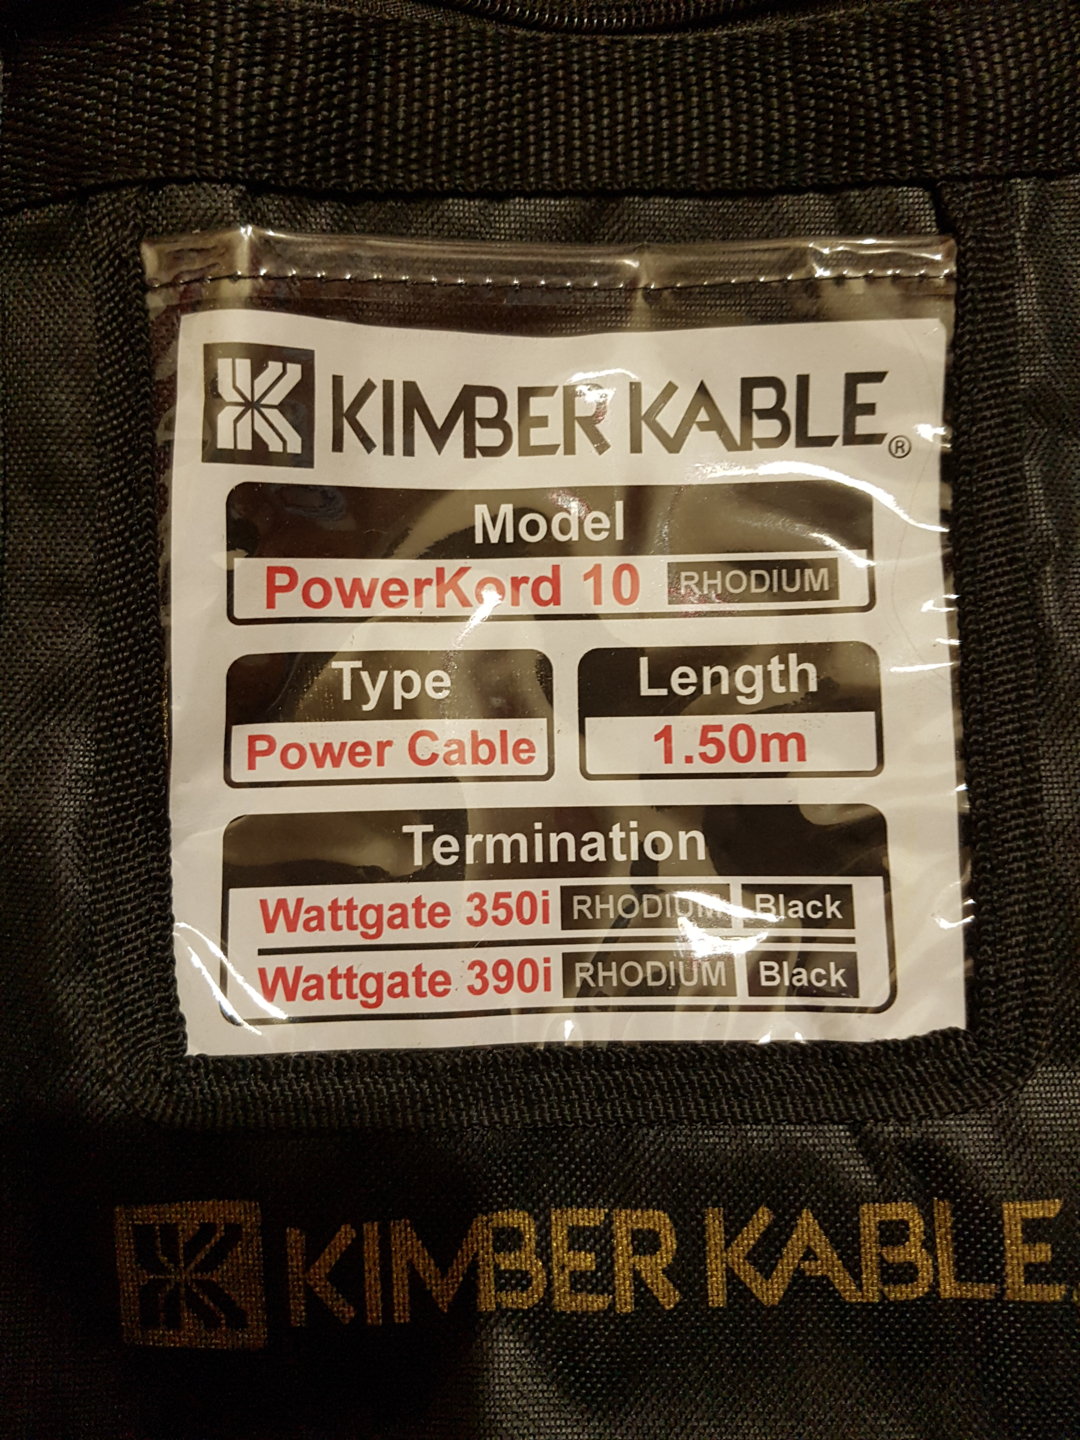 KIMBER KABLE®
Model
PowerKord 10 RHODIUM
Type
Power Cable
Length
1.50m
Termination
Wattgate 350i RHODIUM Black
Wattgate 390i RHODIUM Black
KIMBER KABLE